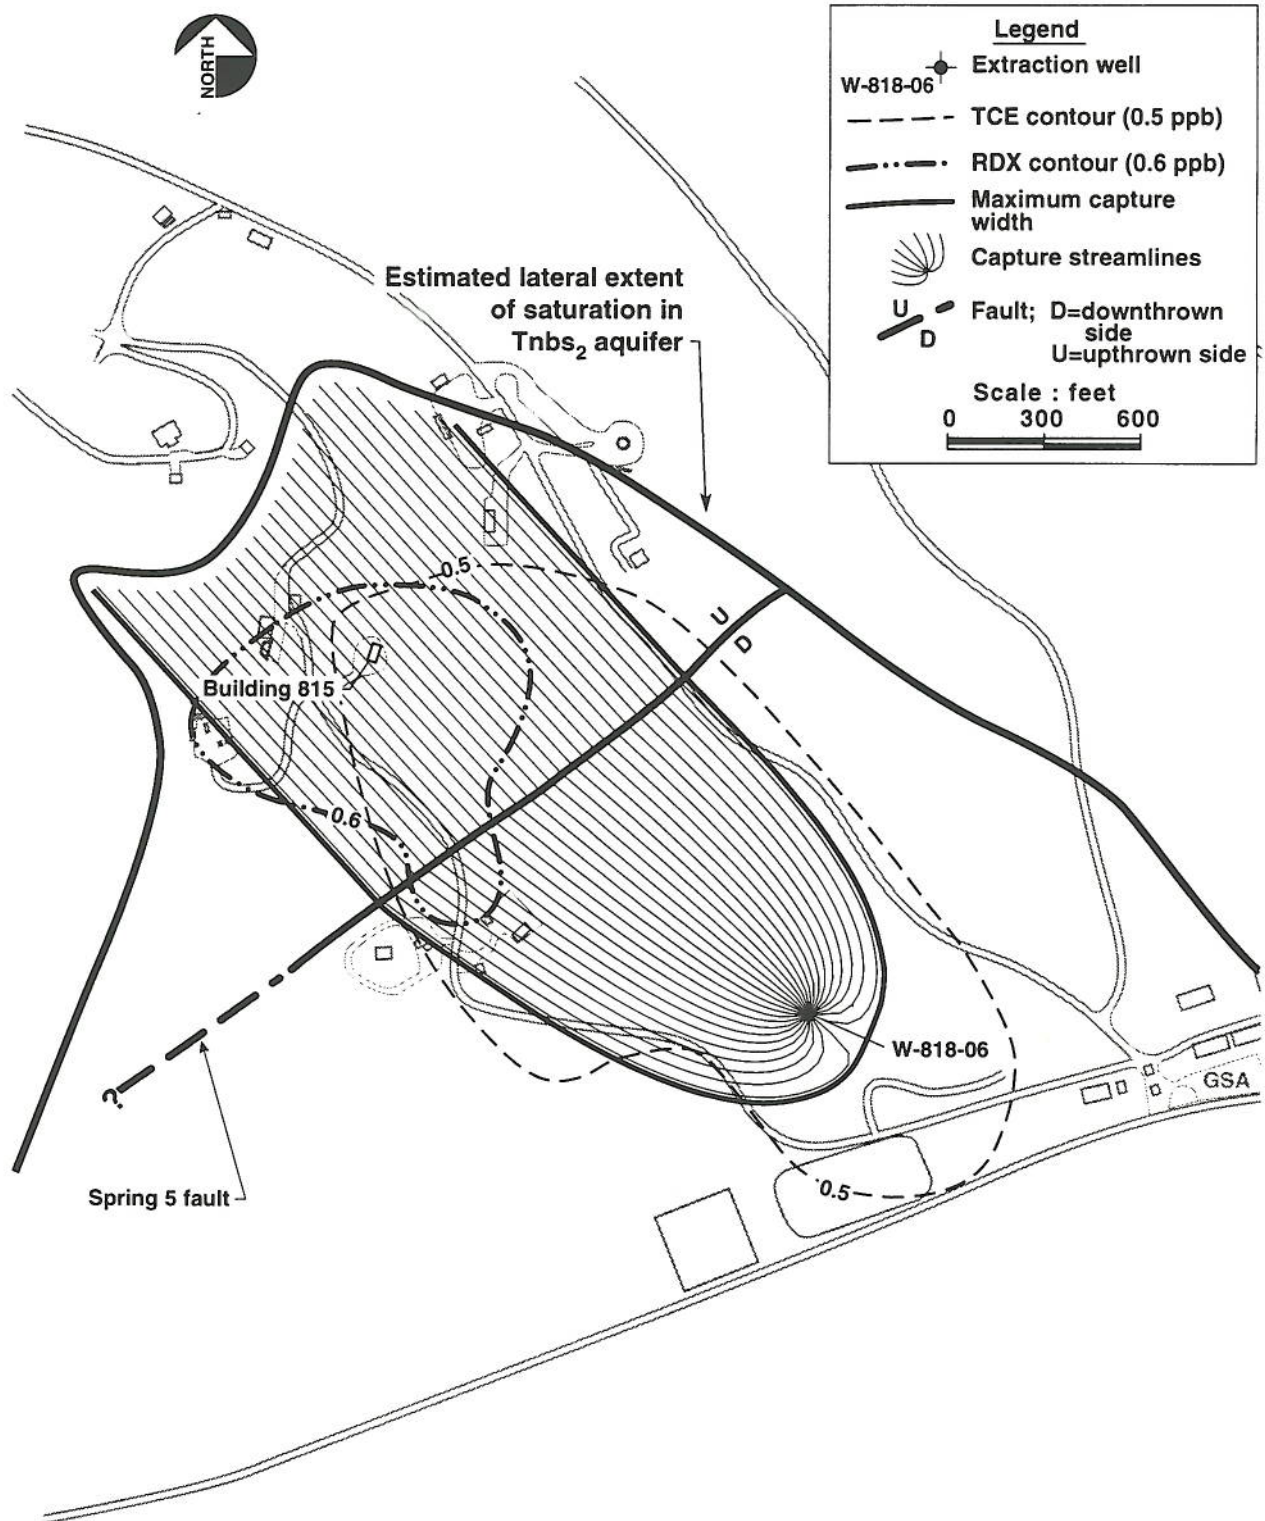 NORTH
Legend
W-818-06
Extraction well
TCE contour (0.5 ppb)
RDX contour (0.6 ppb)
Maximum capture
width
Capture streamlines
U
D
Fault; D=downthrown
side
U=upthrown side
Scale : feet
0 300 600
Estimated lateral extent
of saturation in
Tnbs₂ aquifer
0.5
U
D
Building 815
0.6
W-818-06
GSA
?
Spring 5 fault
0.5